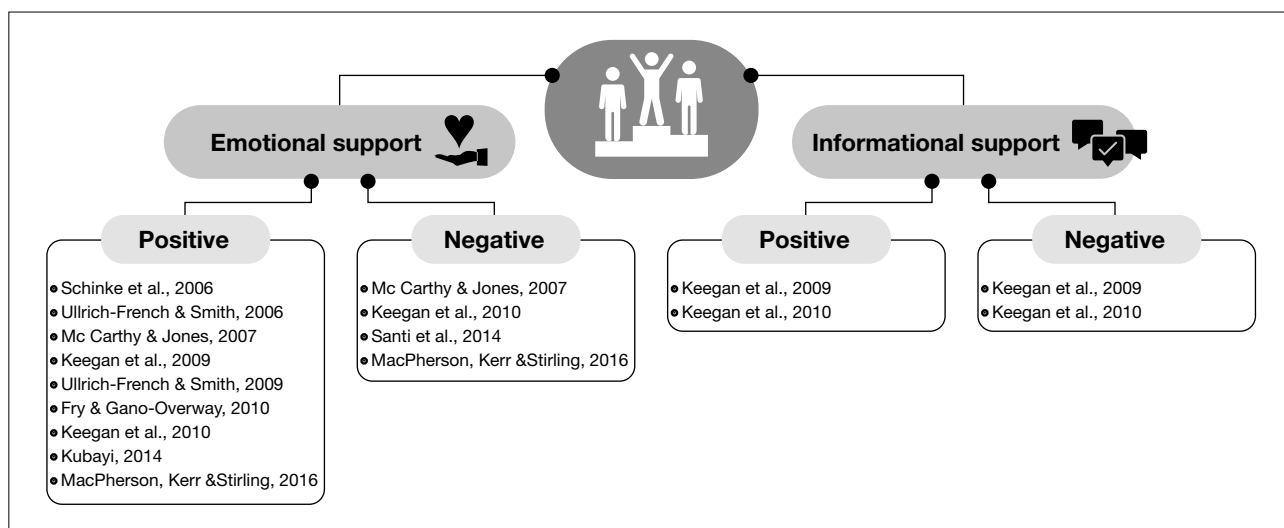 Emotional support
Informational support
Positive
Schinke et al., 2006
Ullrich-French & Smith, 2006
Mc Carthy & Jones, 2007
Keegan et al., 2009
Ullrich-French & Smith, 2009
Fry & Gano-Overway, 2010
Keegan et al., 2010
Kubayi, 2014
MacPherson, Kerr &Stirling, 2016
Negative
Mc Carthy & Jones, 2007
Keegan et al., 2010
Santi et al., 2014
MacPherson, Kerr &Stirling, 2016
Positive
Keegan et al., 2009
Keegan et al., 2010
Negative
Keegan et al., 2009
Keegan et al., 2010